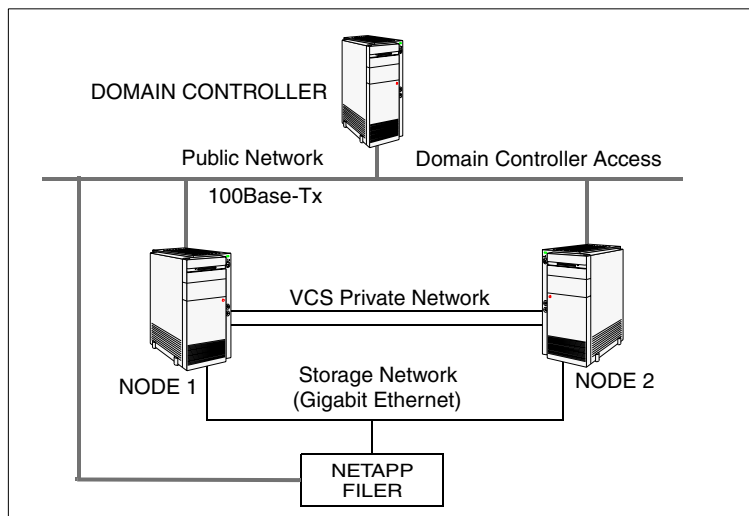 DOMAIN CONTROLLER
Public Network
Domain Controller Access
100Base-Tx
VCS Private Network
NODE 1
Storage Network
(Gigabit Ethernet)
NODE 2
NETAPP
FILER